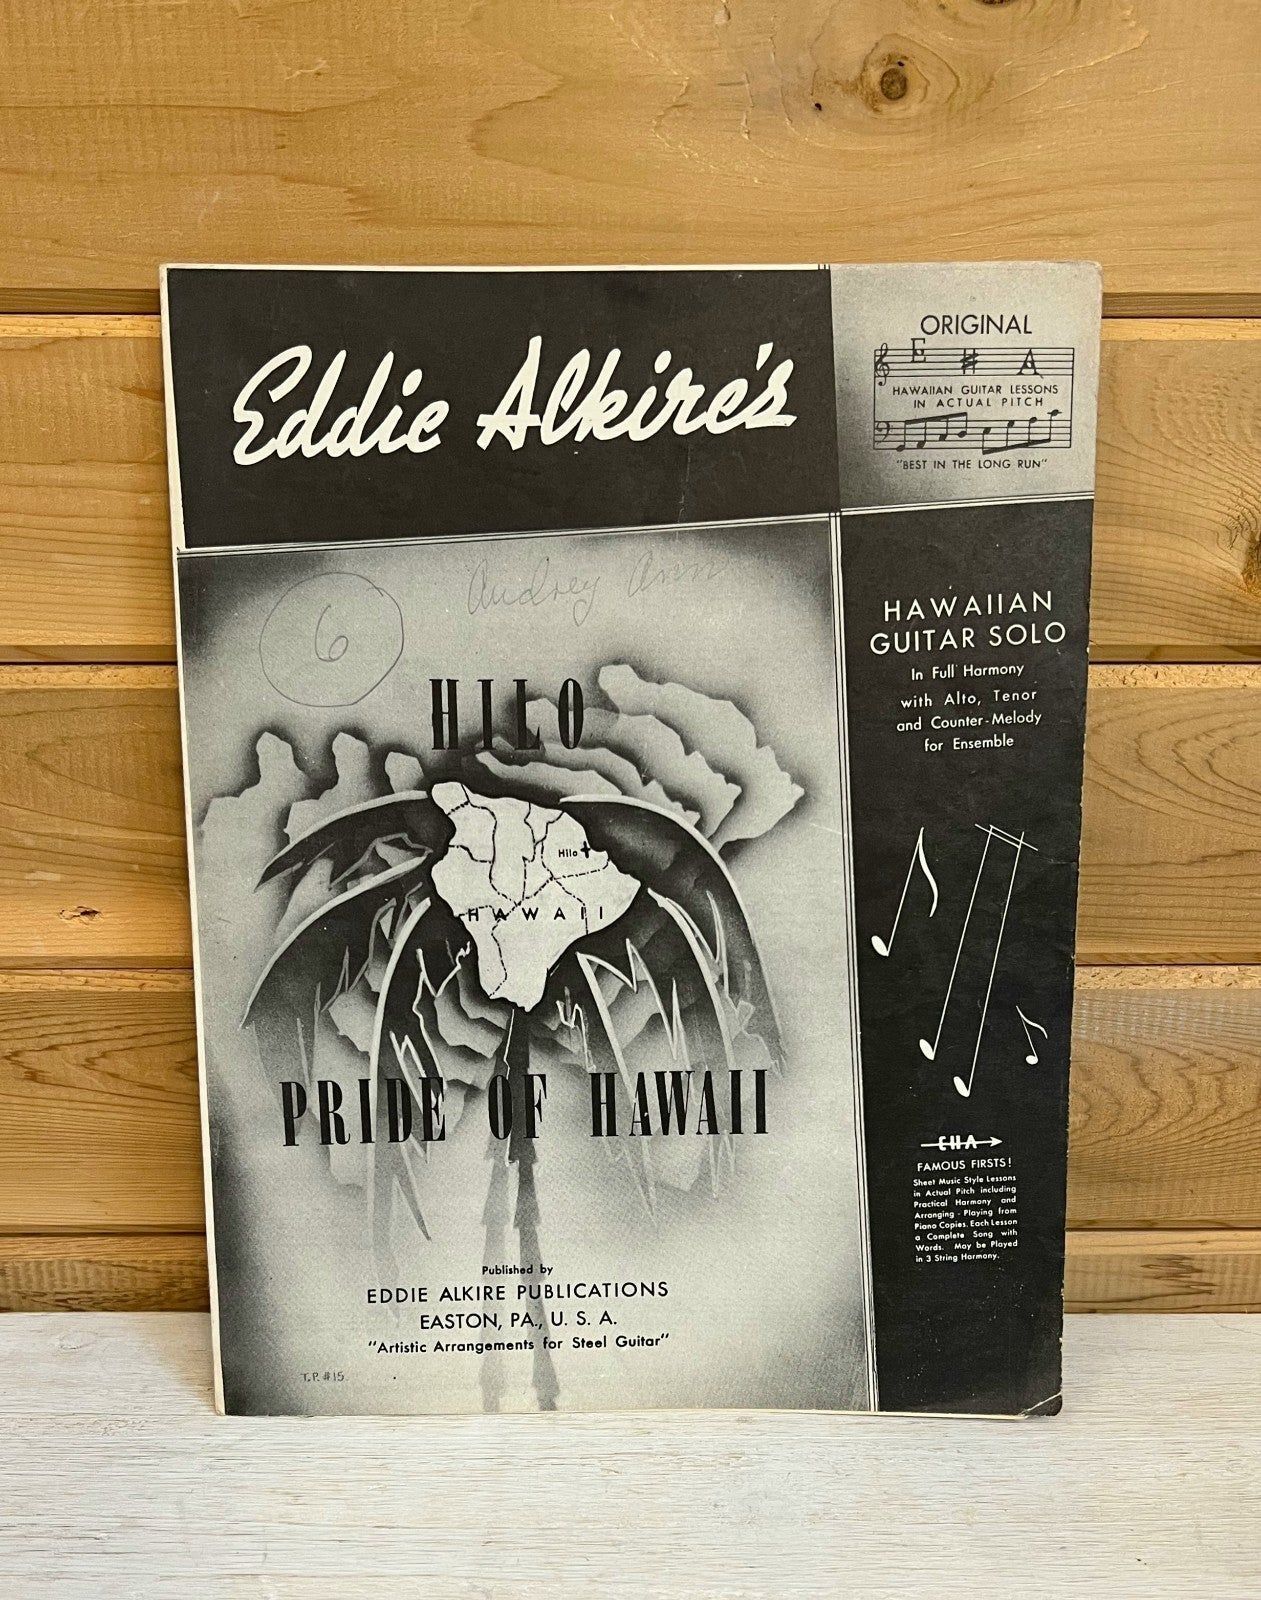 Eddie Alkire's
ORIGINAL
E # A
HAWAIIAN GUITAR LESSONS
IN ACTUAL PITCH
"BEST IN THE LONG RUN"
6
Audrey Ann
HILO
Hilo
HAWAII
PRIDE OF HAWAII
Published by
EDDIE ALKIRE PUBLICATIONS
EASTON, PA., U. S. A.
"Artistic Arrangements for Steel Guitar"
T.P. #15.
HAWAIIAN
GUITAR SOLO
In Full Harmony
with Alto, Tenor
and Counter-Melody
for Ensemble
EHA
FAMOUS FIRSTS!
Sheet Music Style Lessons
in Actual Pitch including
Practical Harmony and
Arranging - Playing from
Piano Copies. Each Lesson
a Complete Song with
Words. May be Played
in 3 String Harmony.